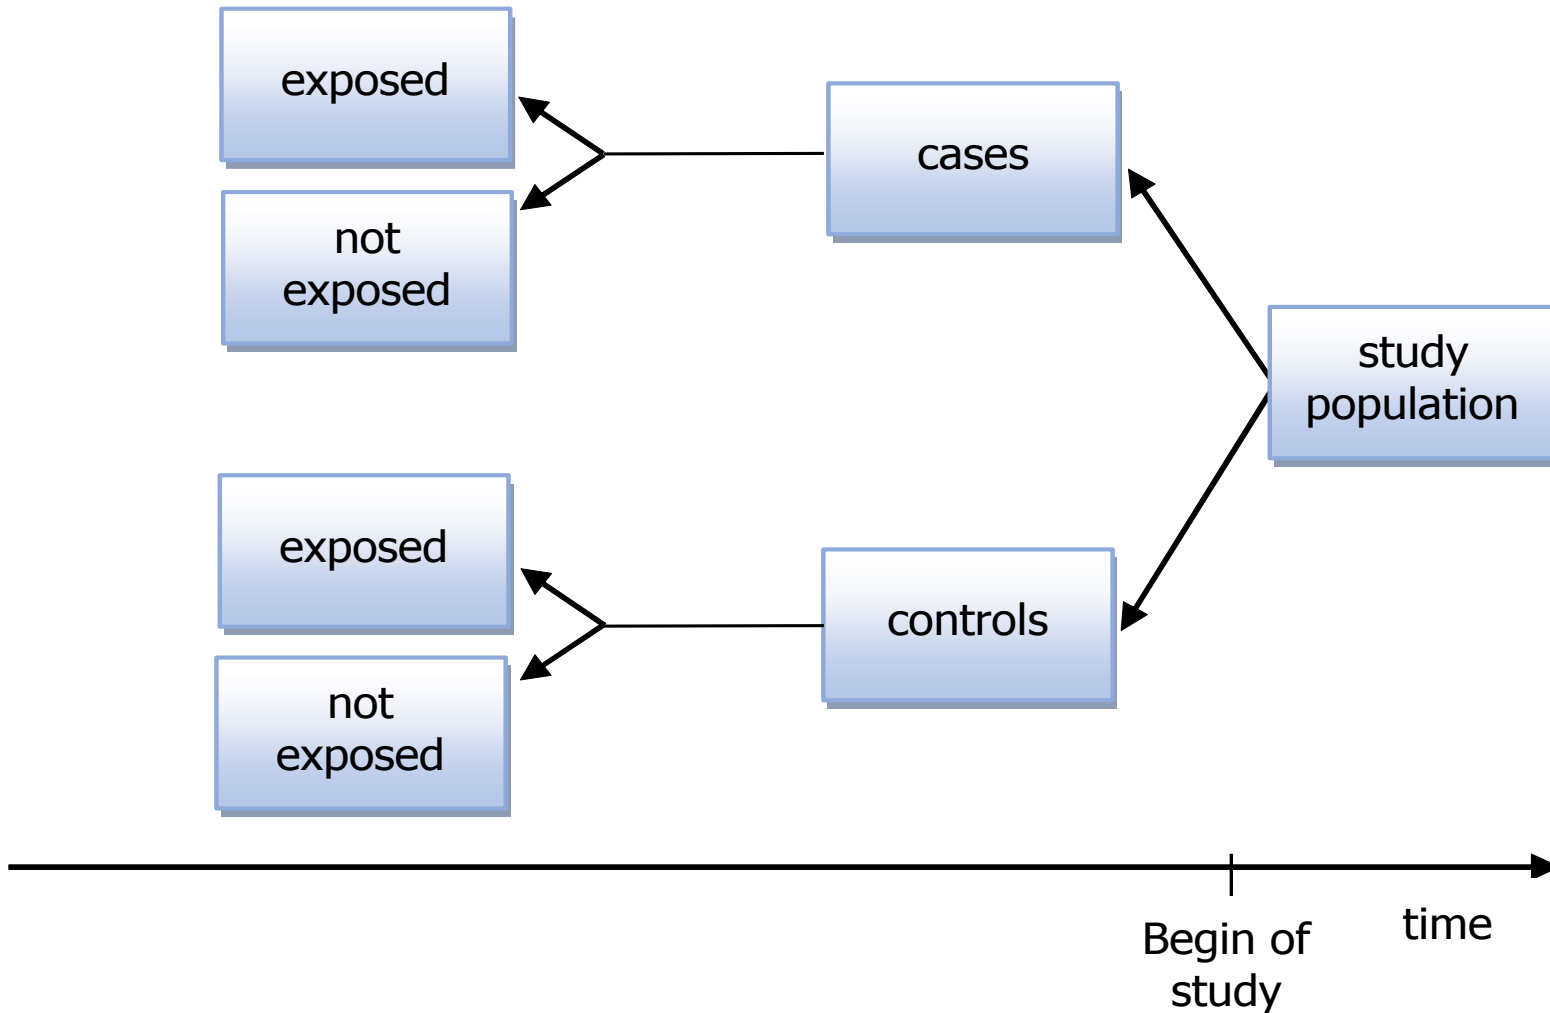 exposed
cases
not
exposed
study
population
exposed
controls
not
exposed
time
Begin of
study